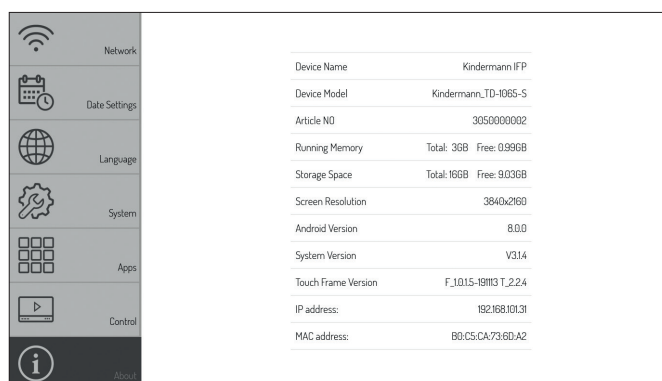 Network
Date Settings
Language
System
Apps
Control
About
Device Name Kindermann IFP
Device Model Kindermann_TD-1065-S
Article NO 3050000002
Running Memory Total: 3GB Free: 0.99GB
Storage Space Total: 16GB Free: 9.03GB
Screen Resolution 3840x2160
Android Version 8.0.0
System Version V3.1.4
Touch Frame Version F_1.0.1.5-191113 T_2.2.4
IP address: 192.168.101.31
MAC address: B0:C5:CA:73:6D:A2